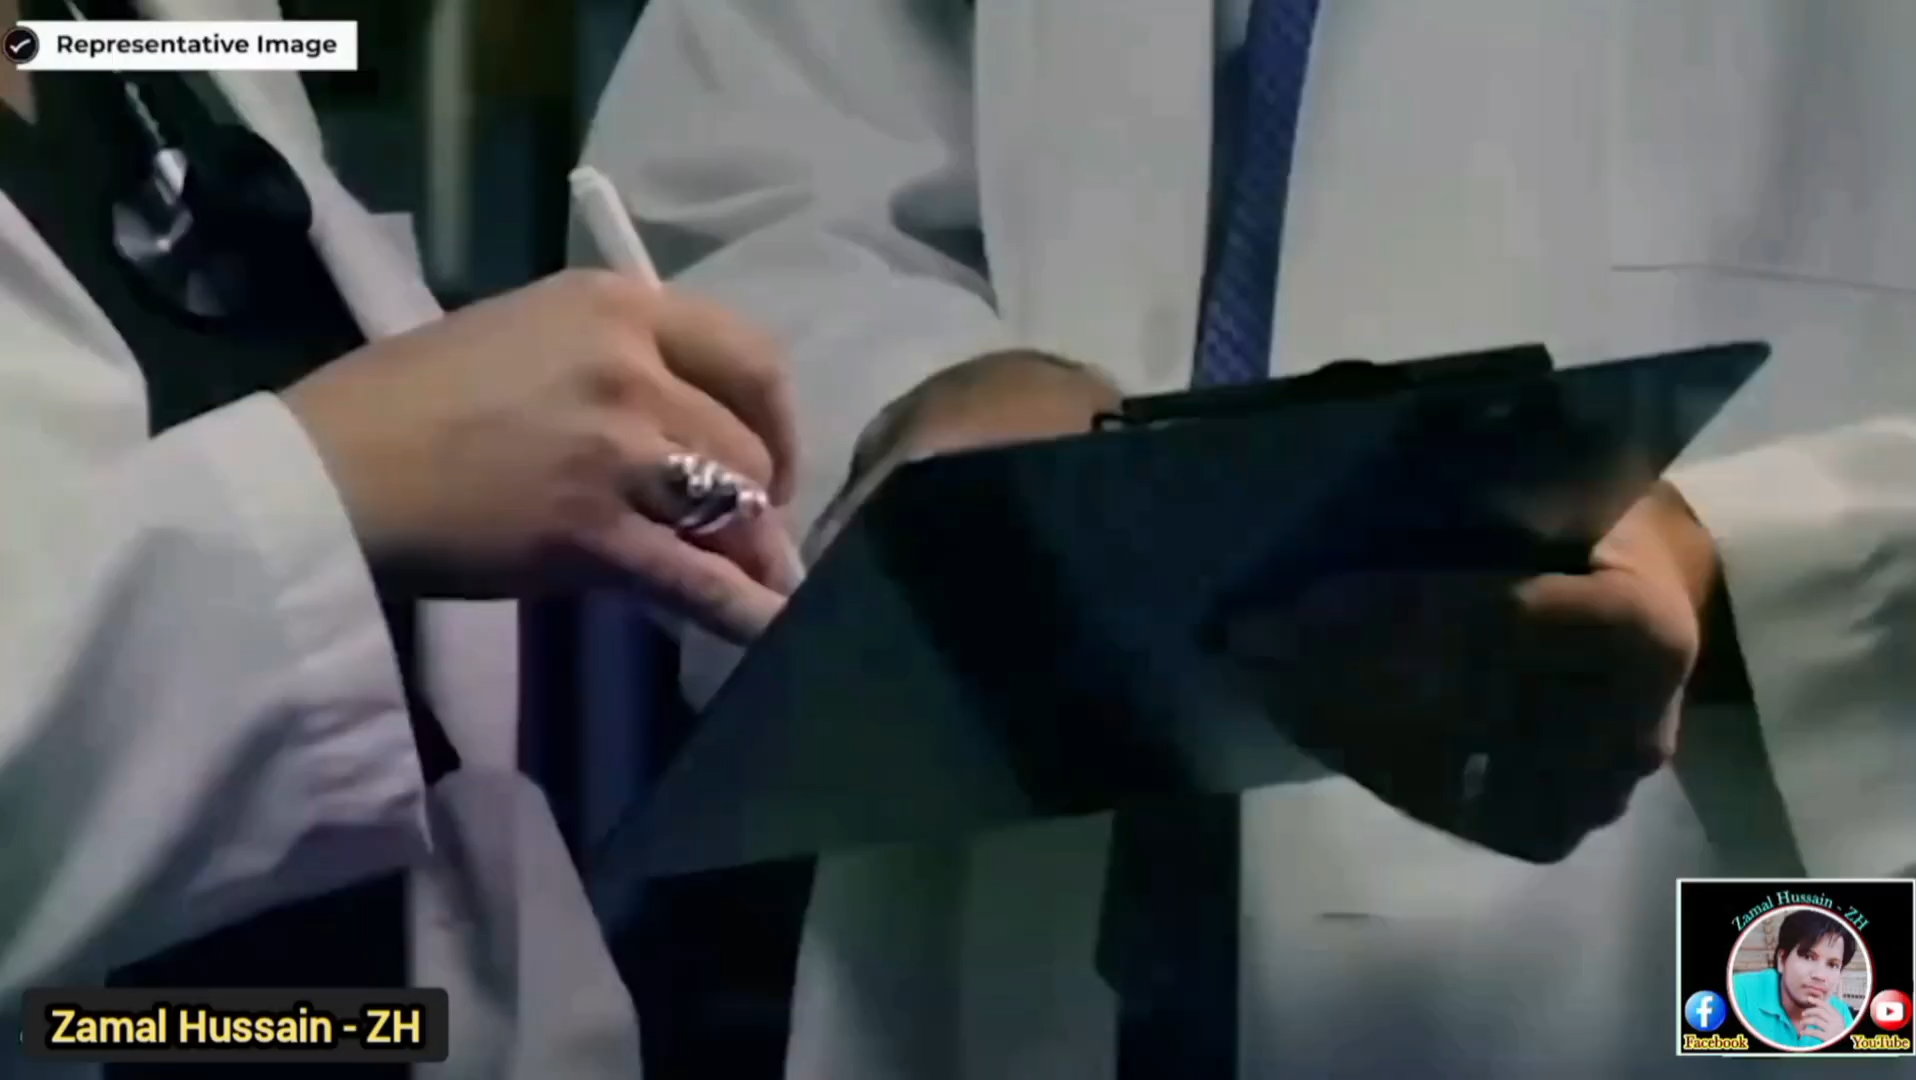 Representative Image
Zamal Hussain - ZH
Zamal Hussain - ZH
Facebook
YouTube